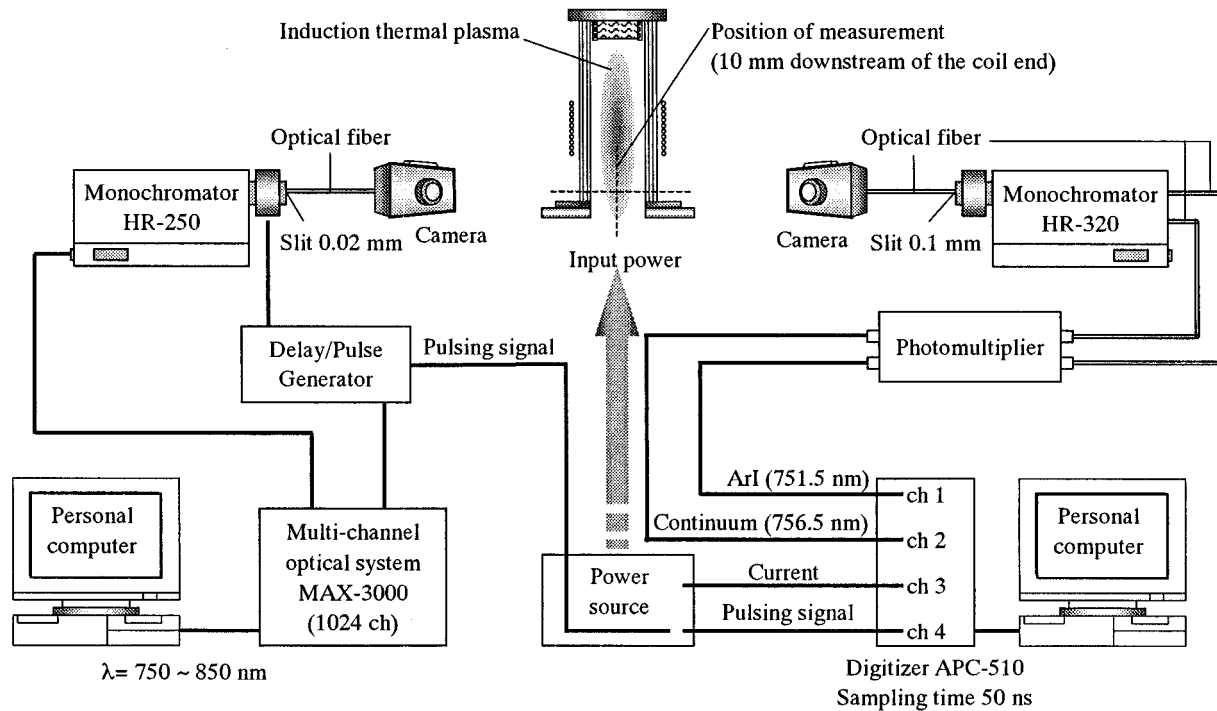 Induction thermal plasma
Position of measurement
(10 mm downstream of the coil end)
Optical fiber
Optical fiber
Monochromator
HR-250
Slit 0.02 mm
Camera
Input power
Camera
Slit 0.1 mm
Monochromator
HR-320
Delay/Pulse
Generator
Pulsing signal
Photomultiplier
Personal
computer
Multi-channel
optical system
MAX-3000
(1024 ch)
λ= 750 ~ 850 nm
Power
source
ArI (751.5 nm)
Continuum (756.5 nm)
Current
Pulsing signal
ch 1
ch 2
ch 3
ch 4
Personal
computer
Digitizer APC-510
Sampling time 50 ns